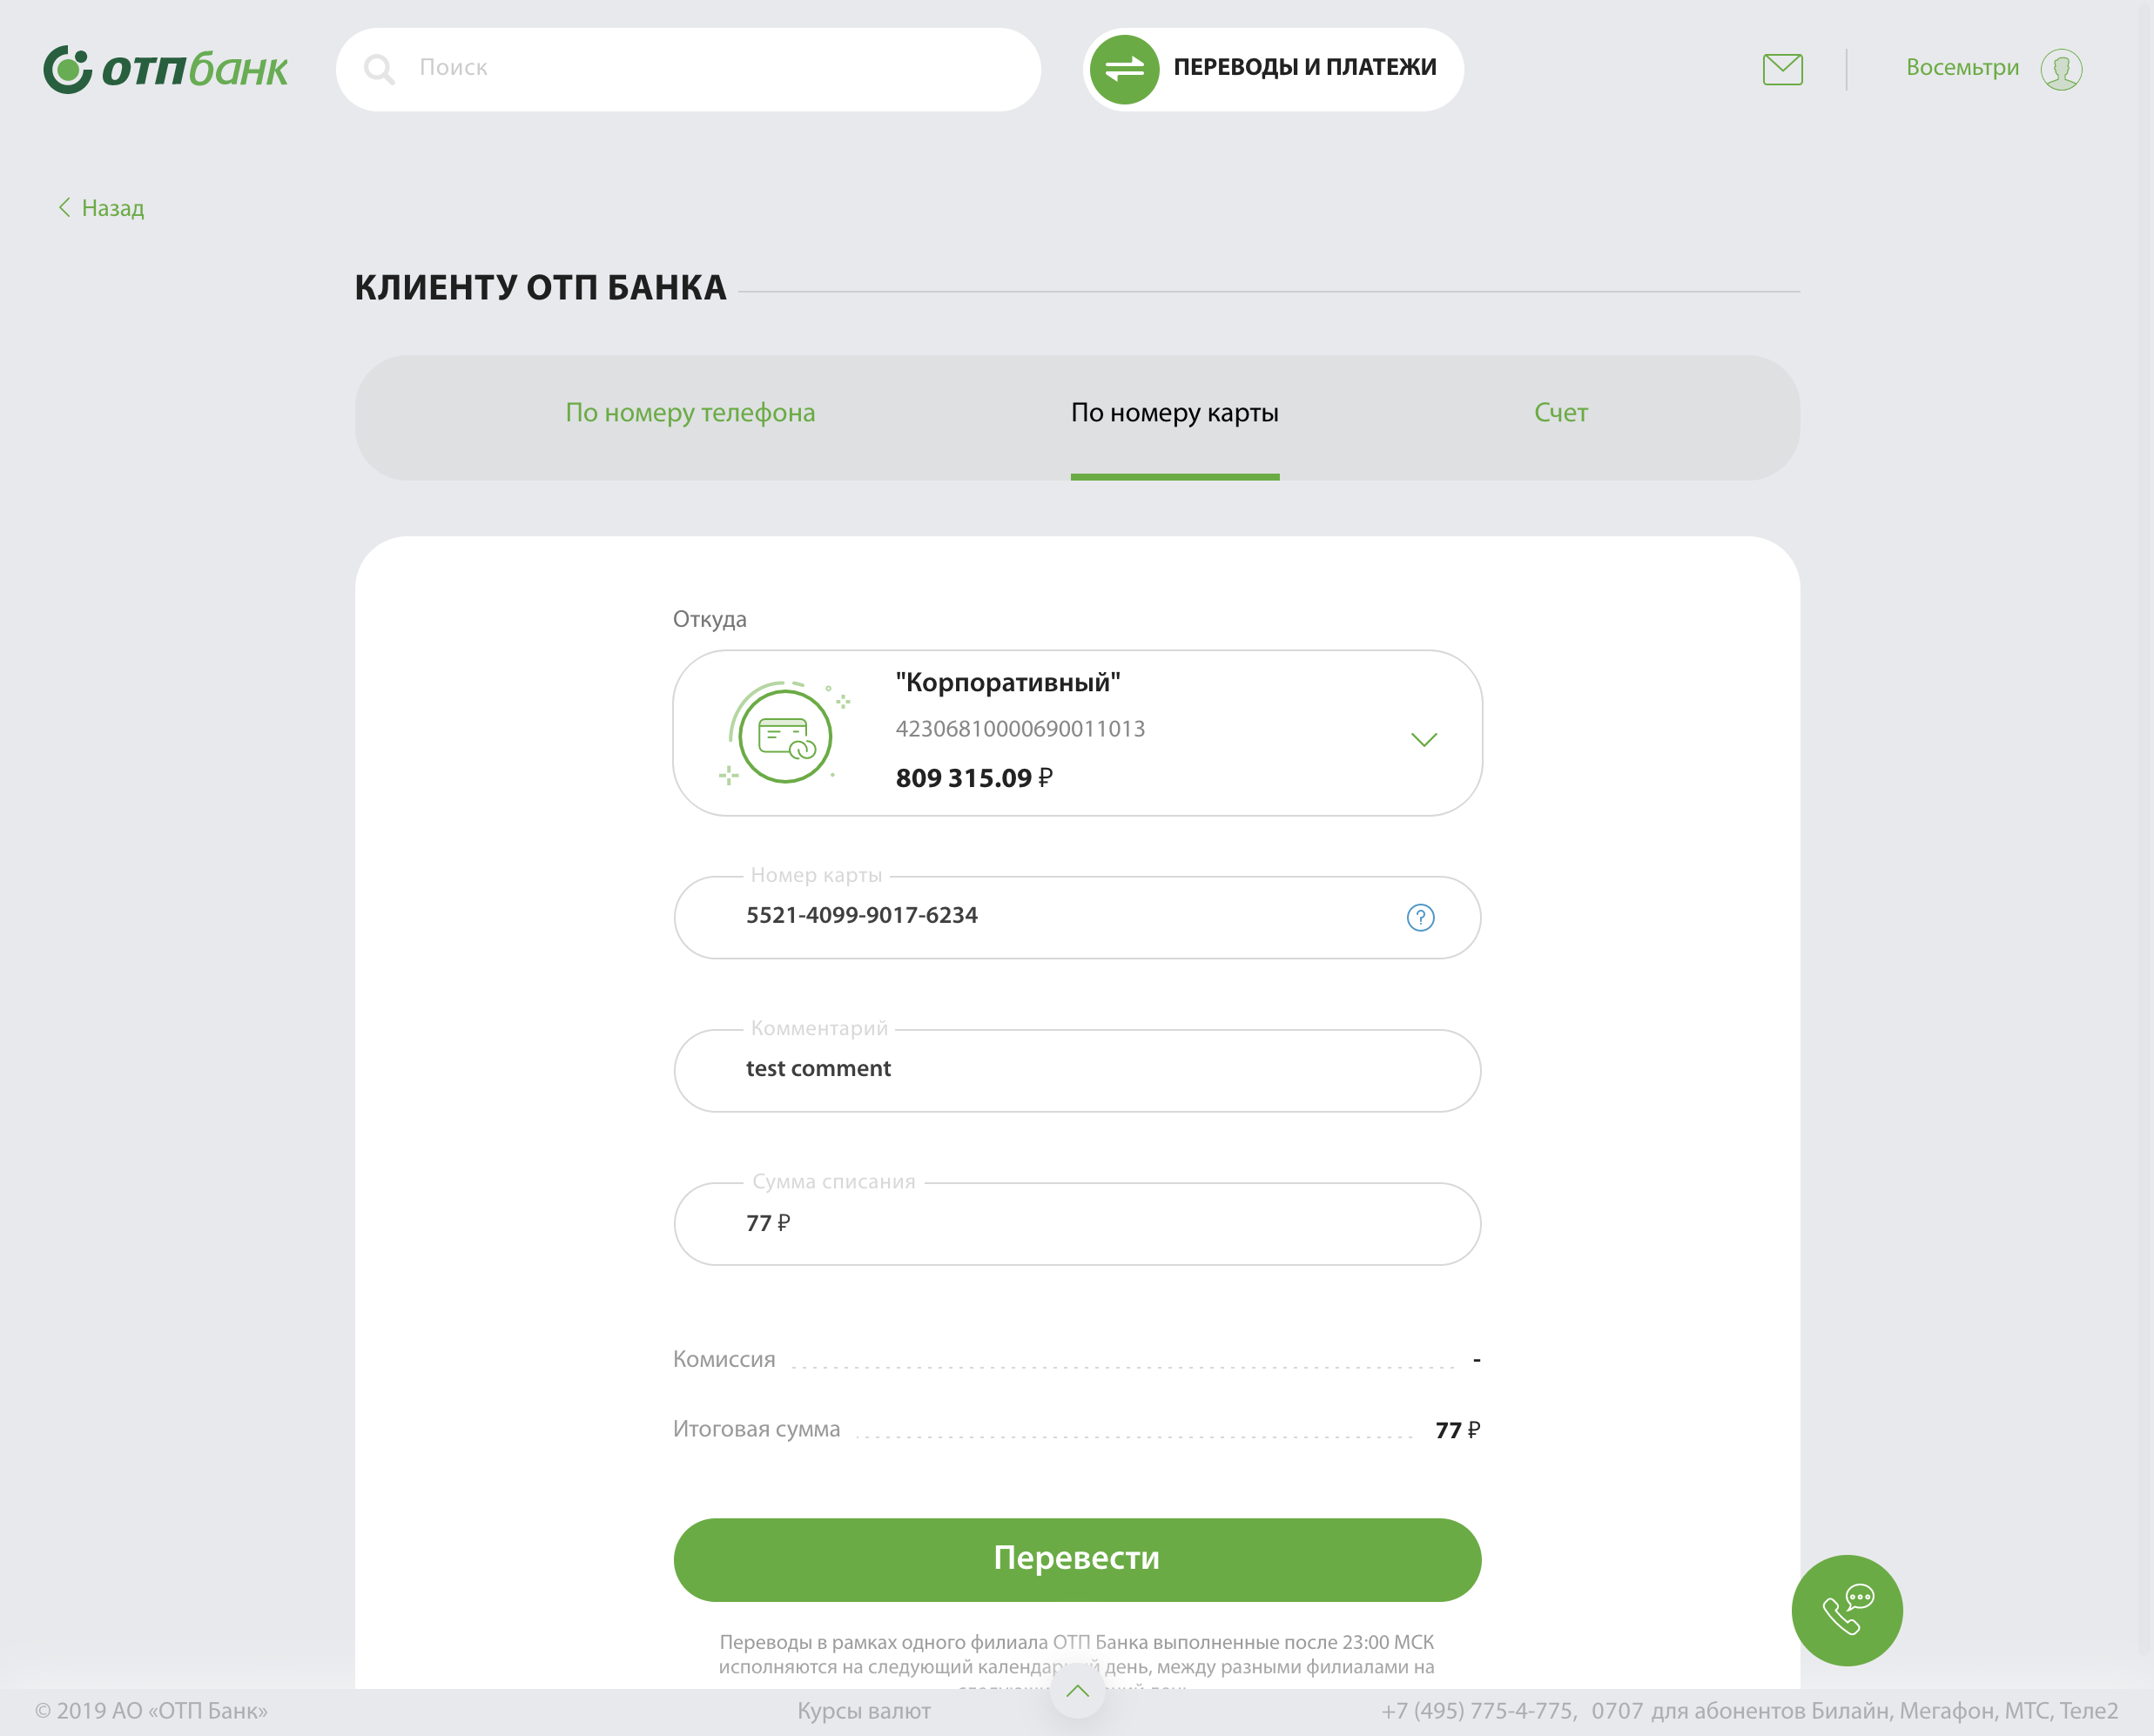 отпбанк
Поиск
ПЕРЕВОДЫ И ПЛАТЕЖИ
Восемьтри
Назад
КЛИЕНТУ ОТП БАНКА
По номеру телефона
По номеру карты
Счет
Откуда
"Корпоративный"
42306810000690011013
809 315.09 ₽
Номер карты
5521-4099-9017-6234
Комментарий
test comment
Сумма списания
77 ₽
Комиссия -
Итоговая сумма 77 ₽
Перевести
Переводы в рамках одного филиала ОТП Банка выполненные после 23:00 МСК
исполняются на следующий календарный день, между разными филиалами на
© 2019 АО «ОТП Банк»
Курсы валют
+7 (495) 775-4-775, 0707 для абонентов Билайн, Мегафон, МТС, Теле2